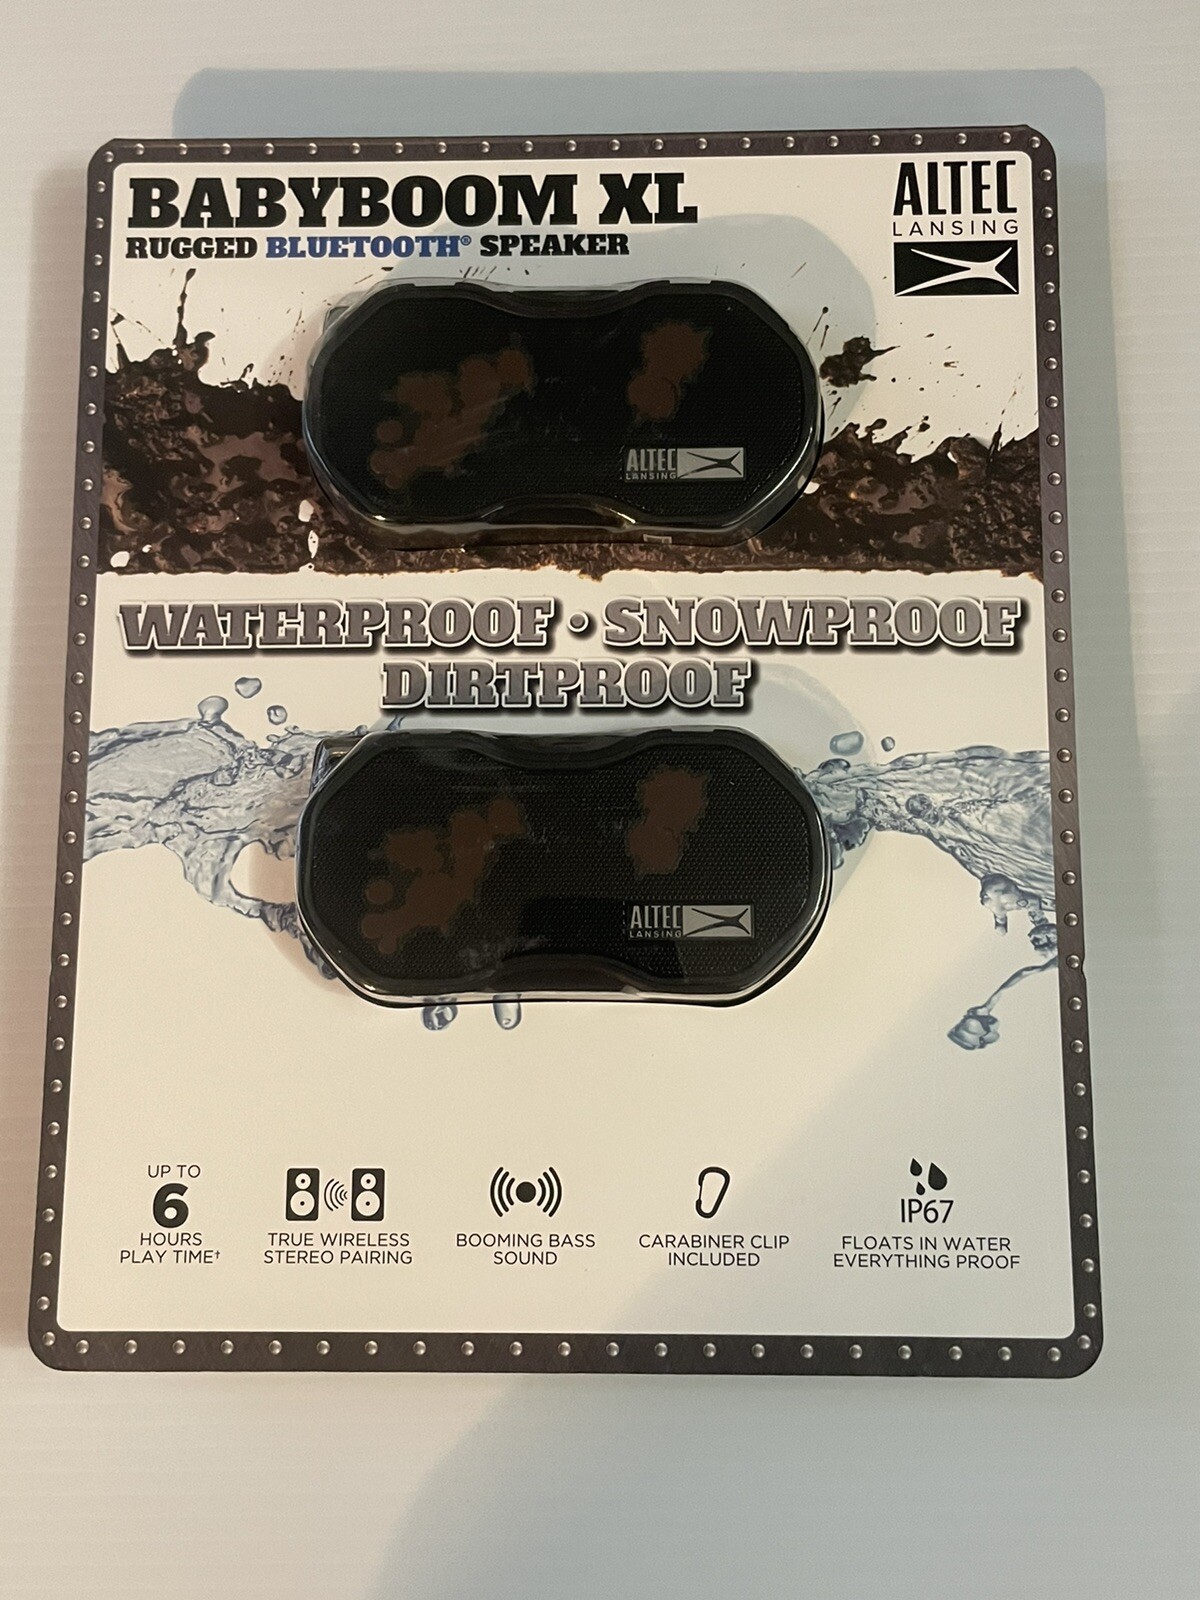 BABYBOOM XL
RUGGED BLUETOOTH® SPEAKER
ALTEC
LANSING
ALTEC
LANSING
WATERPROOF • SNOWPROOF
DIRTPROOF
ALTEC
LANSING
UP TO
6
HOURS
PLAY TIME†
TRUE WIRELESS
STEREO PAIRING
BOOMING BASS
SOUND
CARABINER CLIP
INCLUDED
IP67
FLOATS IN WATER
EVERYTHING PROOF